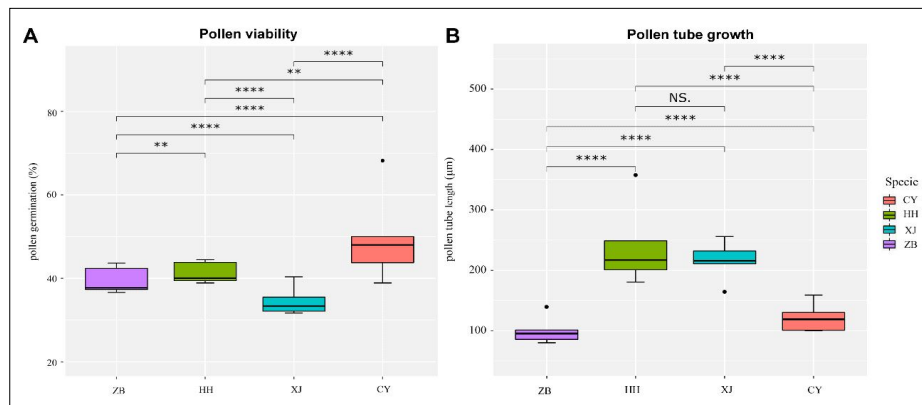 A
Pollen viability
****
**
****
****
****
**
80
60
40
20
pollen germination (%)
ZB HH XJ CY
B
Pollen tube growth
****
****
NS.
****
****
****
500
400
300
200
100
pollen tube length (μm)
ZB HH XJ CY
Specie
CY
HH
XJ
ZB